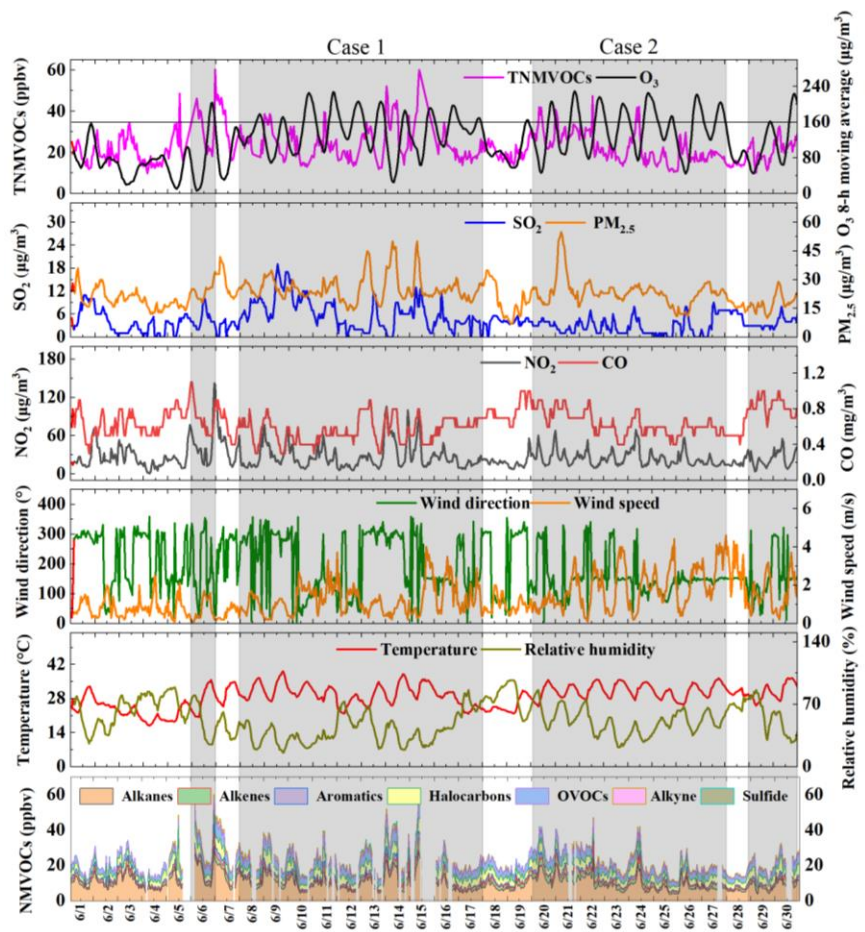 Case 1 Case 2
TNMVOCs (ppbv)
60
40
20
0
TNMVOCs O₃
240
160
80
0
O₃ 8-h moving average (μg/m³)
SO₂ (μg/m³)
30
24
18
12
6
0
SO₂ PM₂.₅
60
45
30
15
0
PM₂.₅ (μg/m³)
NO₂ (μg/m³)
180
120
60
0
NO₂ CO
1.2
0.8
0.4
0.0
CO (mg/m³)
Wind direction (°)
400
300
200
100
0
Wind direction Wind speed
6
4
2
0
Wind speed (m/s)
Temperature (°C)
42
28
14
0
Temperature Relative humidity
140
70
0
Relative humidity (%)
NMVOCs (ppbv)
60
40
20
0
Alkanes Alkenes Aromatics Halocarbons OVOCs Alkyne Sulfide
60
40
20
0
6/1 6/2 6/3 6/4 6/5 6/6 6/7 6/8 6/9 6/10 6/11 6/12 6/13 6/14 6/15 6/16 6/17 6/18 6/19 6/20 6/21 6/22 6/23 6/24 6/25 6/26 6/27 6/28 6/29 6/30